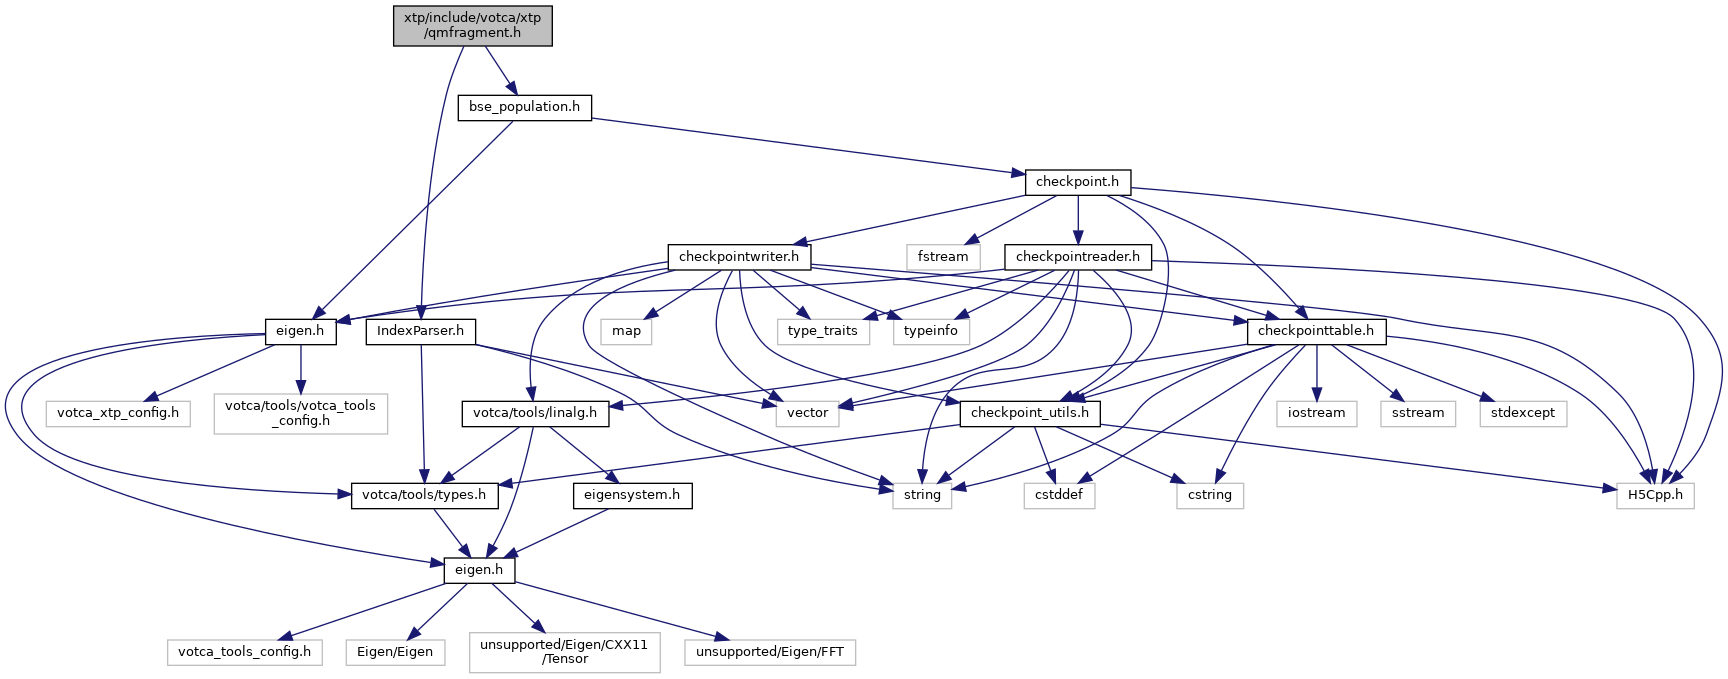 xtp/include/votca/xtp
/qmfragment.h
bse_population.h
checkpoint.h
checkpointwriter.h
fstream
checkpointreader.h
eigen.h
IndexParser.h
map
type_traits
typeinfo
checkpointtable.h
votca_xtp_config.h
votca/tools/votca_tools
_config.h
votca/tools/linalg.h
vector
checkpoint_utils.h
iostream
sstream
stdexcept
votca/tools/types.h
eigensystem.h
string
cstddef
cstring
H5Cpp.h
eigen.h
votca_tools_config.h
Eigen/Eigen
unsupported/Eigen/CXX11
/Tensor
unsupported/Eigen/FFT